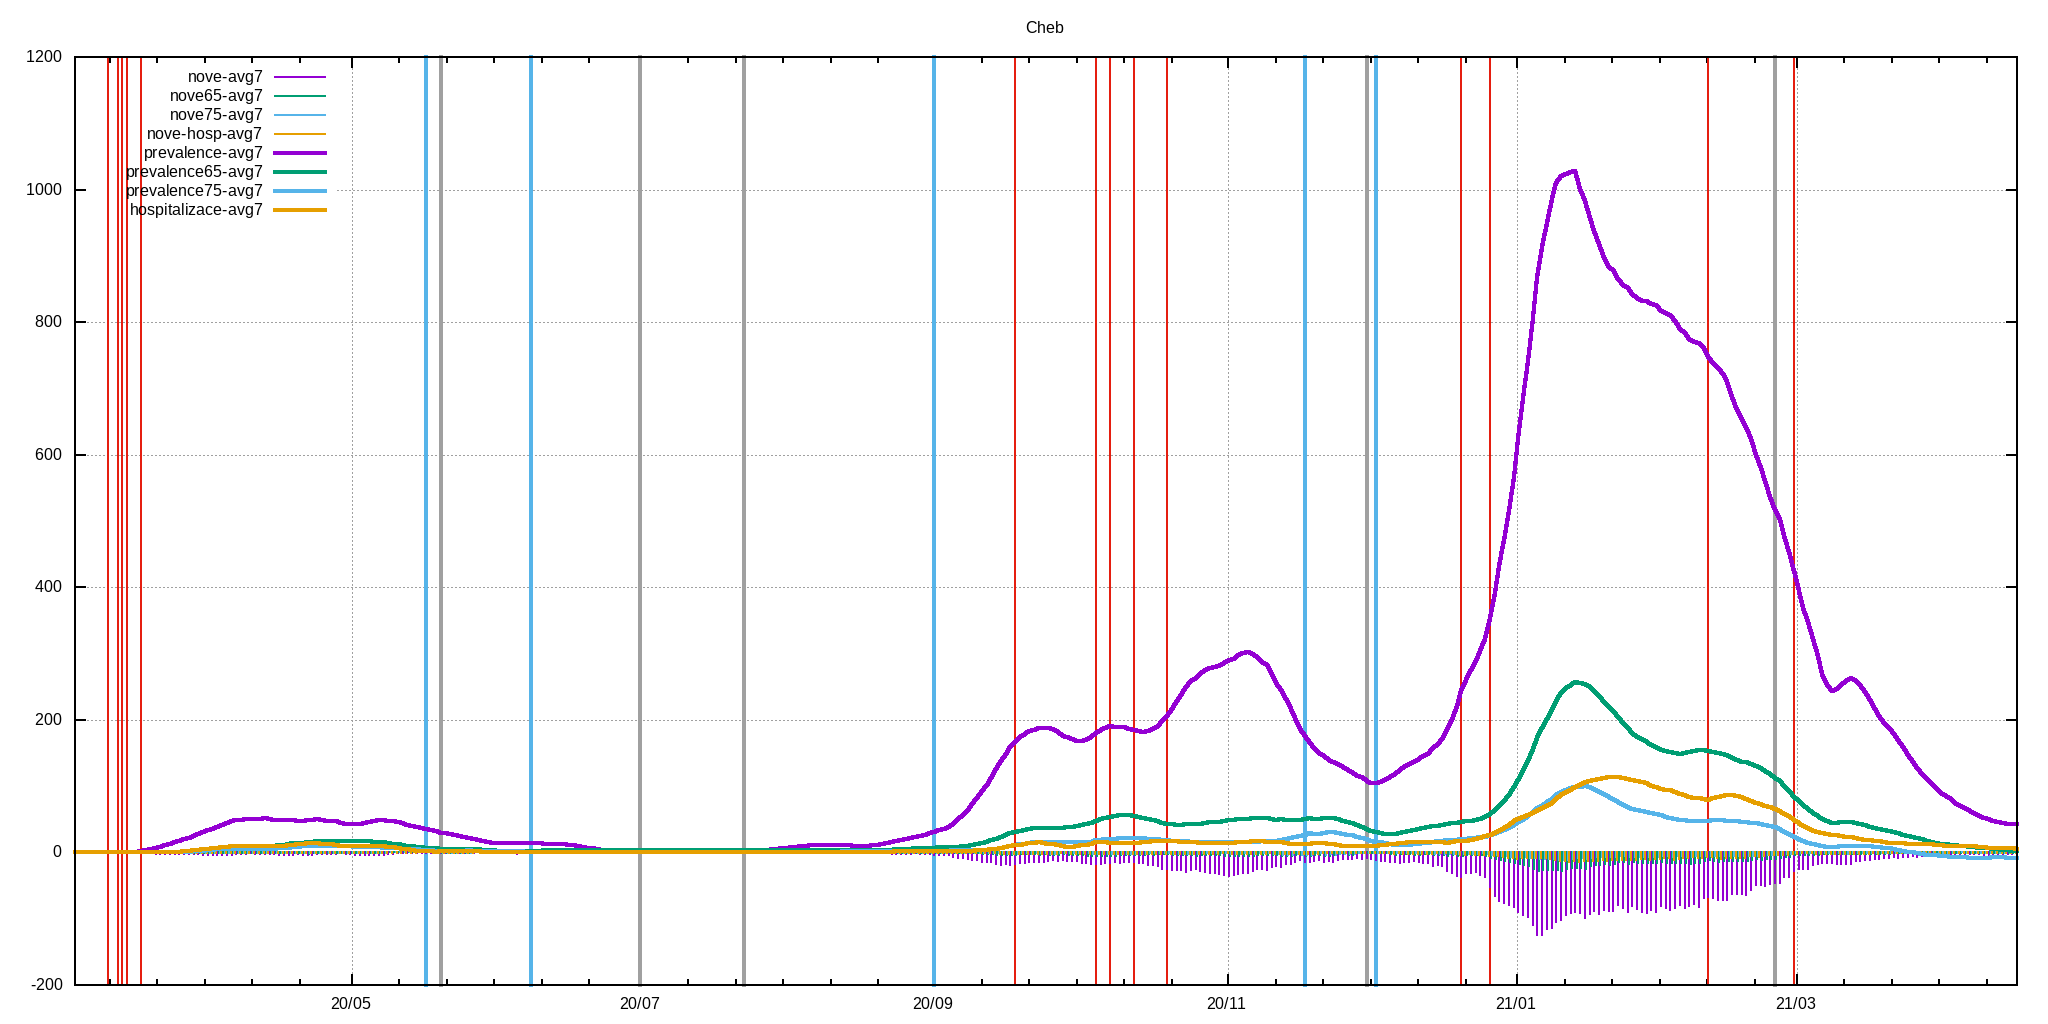 Cheb
1200
nove-avg7
nove65-avg7
nove75-avg7
nove-hosp-avg7
prevalence-avg7
prevalence65-avg7
prevalence75-avg7
hospitalizace-avg7
1000
800
600
400
200
0
-200
20/05
20/07
20/09
20/11
21/01
21/03